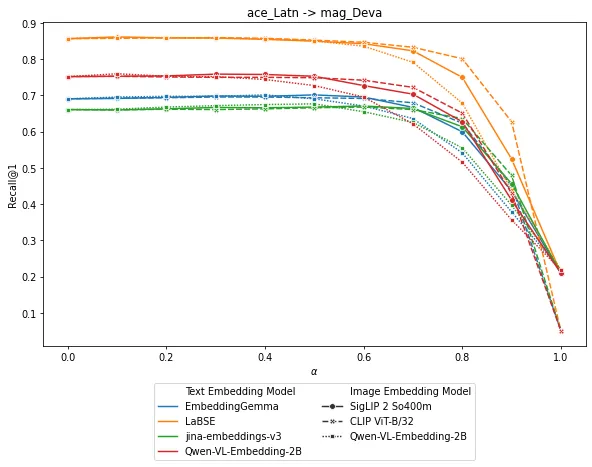 ace_Latn -> mag_Deva
0.9
0.8
0.7
0.6
0.5
0.4
0.3
0.2
0.1
Recall@1
0.0 0.2 0.4 0.6 0.8 1.0
α
Text Embedding Model
EmbeddingGemma
LaBSE
jina-embeddings-v3
Qwen-VL-Embedding-2B
Image Embedding Model
SigLIP 2 So400m
CLIP ViT-B/32
Qwen-VL-Embedding-2B